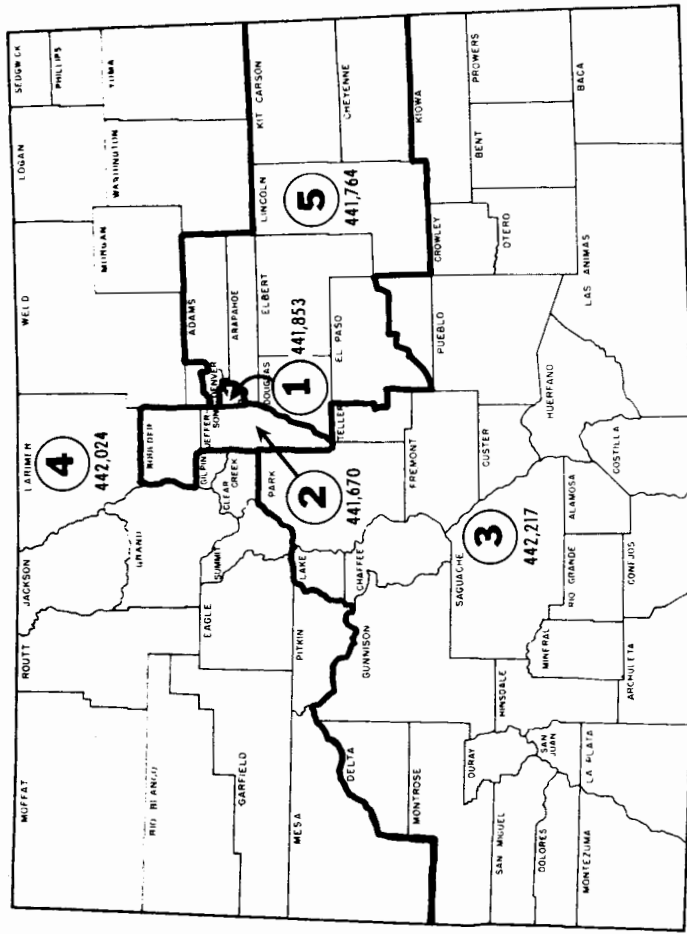 MOFFAT
ROUTT
JACKSON
LARIMER
WELD
LOGAN
SEDGWICK
PHILLIPS
YUMA
WASHINGTON
MORGAN
RIO BLANCO
GRAND
BOULDER
4
442,024
GARFIELD
EAGLE
SUMMIT
GILPIN
CLEAR
CREEK
JEFFER
SON
DENVER
ADAMS
ARAPAHOE
MESA
PITKIN
LAKE
PARK
DOUGLAS
ELBERT
LINCOLN
KIT CARSON
1
441,853
2
441,670
5
441,764
DELTA
GUNNISON
CHAFFEE
TELLER
EL PASO
CHEYENNE
MONTROSE
FREMONT
OURAY
SAGUACHE
CUSTER
PUEBLO
CROWLEY
KIOWA
SAN MIGUEL
HINSDALE
3
442,217
OTERO
BENT
PROWERS
DOLORES
SAN
JUAN
MINERAL
RIO GRANDE
ALAMOSA
HUERFANO
MONTEZUMA
LA PLATA
ARCHULETA
CONEJOS
COSTILLA
LAS ANIMAS
BACA